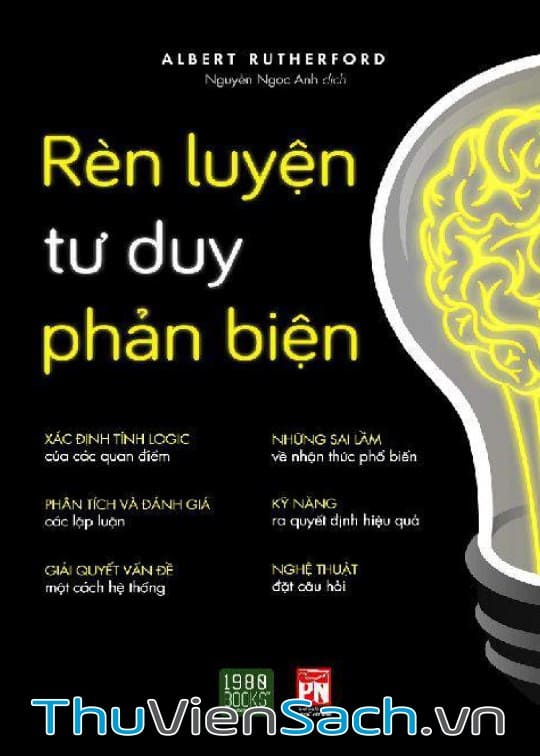 ALBERT RUTHERFORD
Nguyễn Ngọc Anh dịch
Rèn luyện
tư duy
phản biện
XÁC ĐỊNH TÍNH LOGIC
của các quan điểm
PHÂN TÍCH VÀ ĐÁNH GIÁ
các lập luận
GIẢI QUYẾT VẤN ĐỀ
một cách hệ thống
NHỮNG SAI LẦM
về nhận thức phổ biến
KỸ NĂNG
ra quyết định hiệu quả
NGHỆ THUẬT
đặt câu hỏi
1980
BOOKS
PN
ThuVienSach.vn